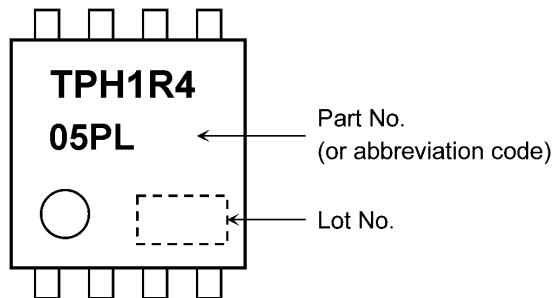 TPH1R4
05PL
Part No.
(or abbreviation code)
Lot No.